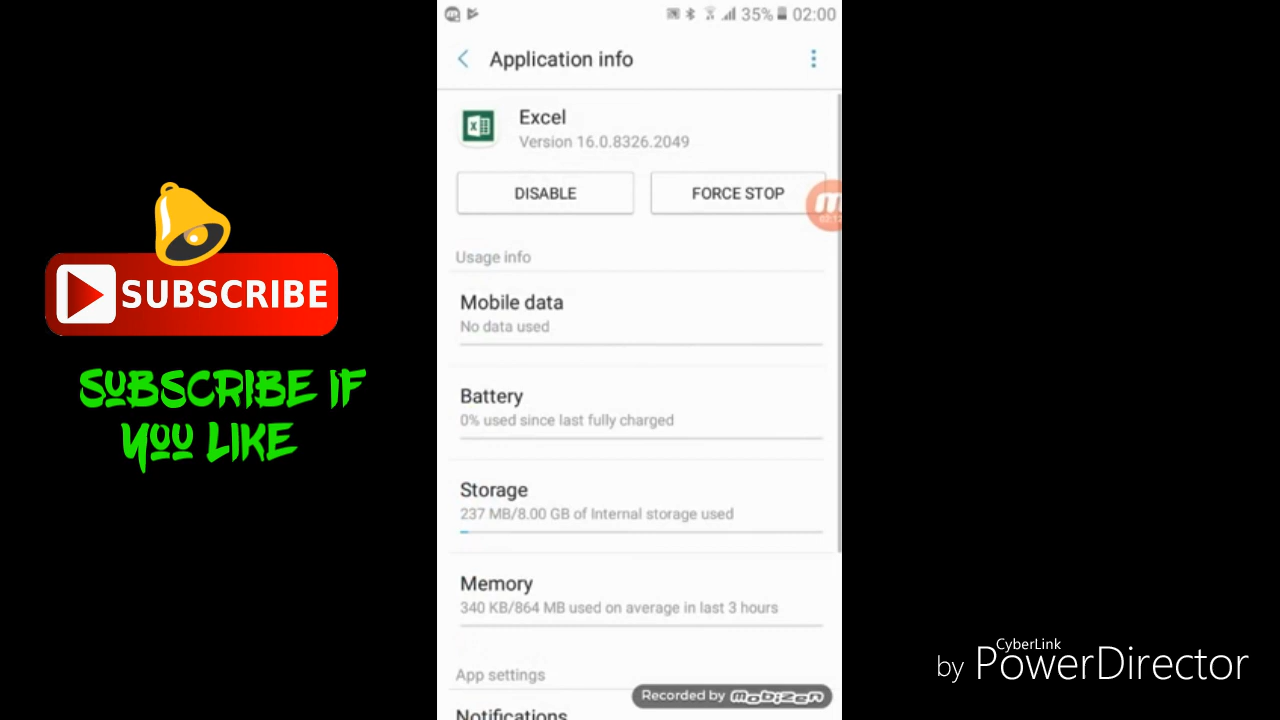 35% 02:00
Application info
Excel
Version 16.0.8326.2049
DISABLE
FORCE STOP
Usage info
Mobile data
No data used
Battery
0% used since last fully charged
Storage
237 MB/8.00 GB of Internal storage used
Memory
340 KB/864 MB used on average in last 3 hours
App settings
Notifications
Recorded by mobizen
SUBSCRIBE
SUBSCRIBE IF
YOU LIKE
CyberLink
by PowerDirector